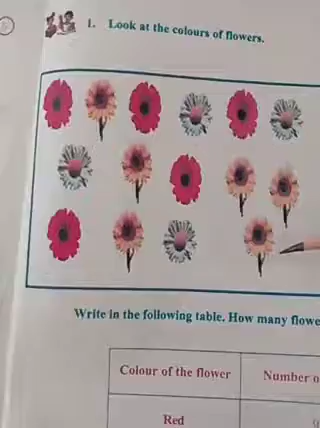 1. Look at the colours of flowers.
Write in the following table. How many
Colour of the flower Number
Red